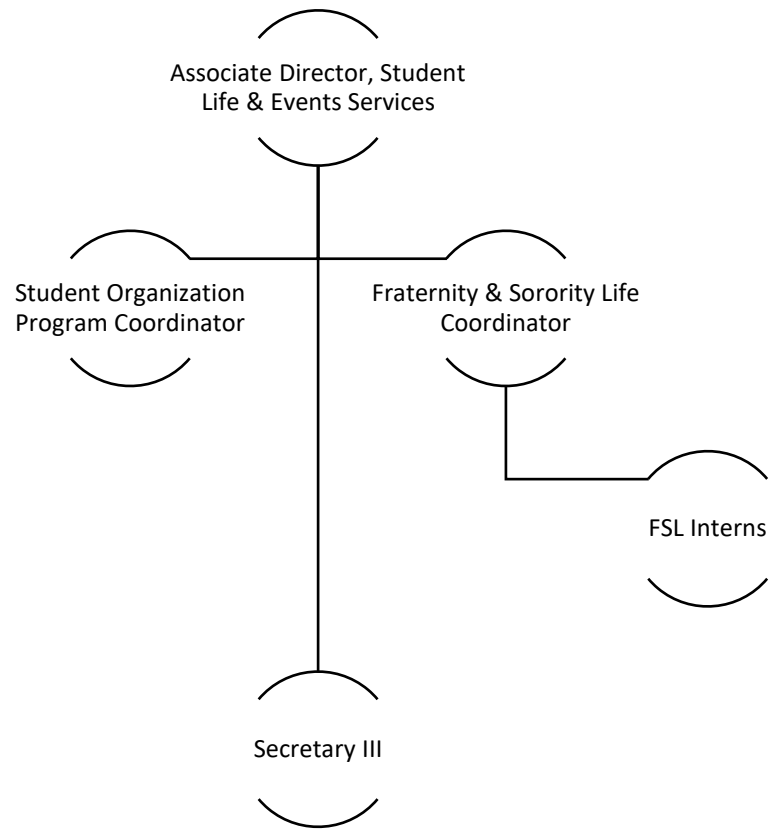 Associate Director, Student
Life & Events Services
Student Organization
Program Coordinator
Fraternity & Sorority Life
Coordinator
FSL Interns
Secretary III